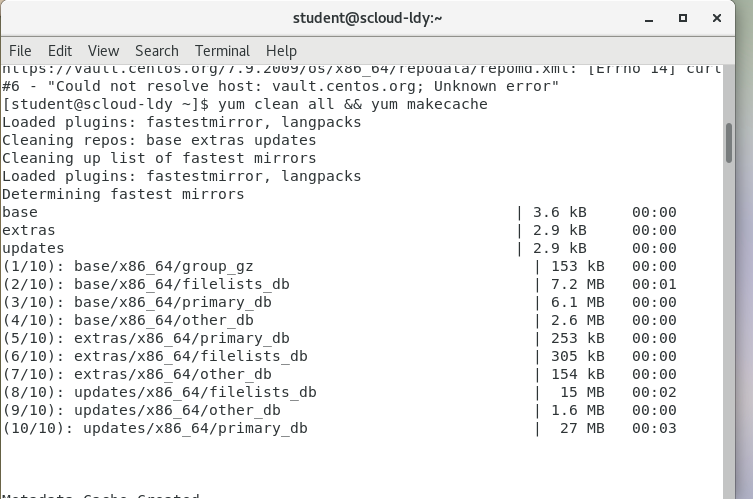 student@scloud-ldy:~
File Edit View Search Terminal Help
https://vault.centos.org/7.9.2009/os/x86_64/repodata/repomd.xml: [Errno 14] curl
#6 - "Could not resolve host: vault.centos.org; Unknown error"
[student@scloud-ldy ~]$ yum clean all && yum makecache
Loaded plugins: fastestmirror, langpacks
Cleaning repos: base extras updates
Cleaning up list of fastest mirrors
Loaded plugins: fastestmirror, langpacks
Determining fastest mirrors
base | 3.6 kB 00:00
extras | 2.9 kB 00:00
updates | 2.9 kB 00:00
(1/10): base/x86_64/group_gz | 153 kB 00:00
(2/10): base/x86_64/filelists_db | 7.2 MB 00:01
(3/10): base/x86_64/primary_db | 6.1 MB 00:00
(4/10): base/x86_64/other_db | 2.6 MB 00:00
(5/10): extras/x86_64/primary_db | 253 kB 00:00
(6/10): extras/x86_64/filelists_db | 305 kB 00:00
(7/10): extras/x86_64/other_db | 154 kB 00:00
(8/10): updates/x86_64/filelists_db | 15 MB 00:02
(9/10): updates/x86_64/other_db | 1.6 MB 00:00
(10/10): updates/x86_64/primary_db | 27 MB 00:03
Metadata Cache Created